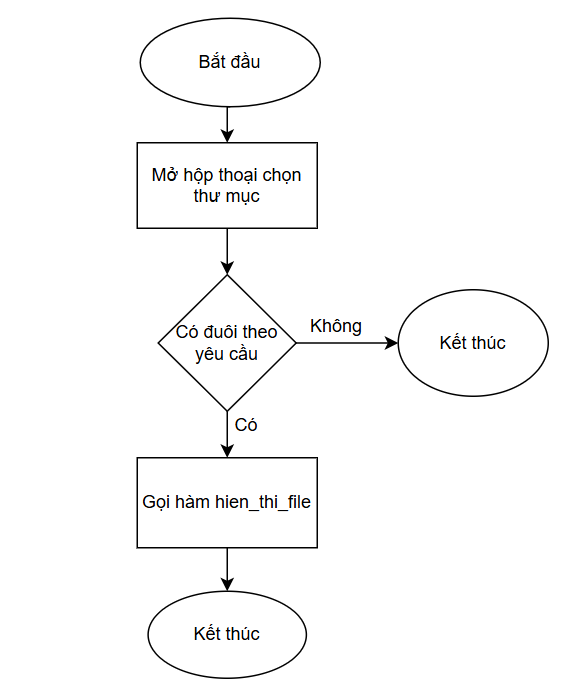 Bắt đầu
Mở hộp thoại chọn
thư mục
Có đuôi theo
yêu cầu
Không
Kết thúc
Có
Gọi hàm hien_thi_file
Kết thúc